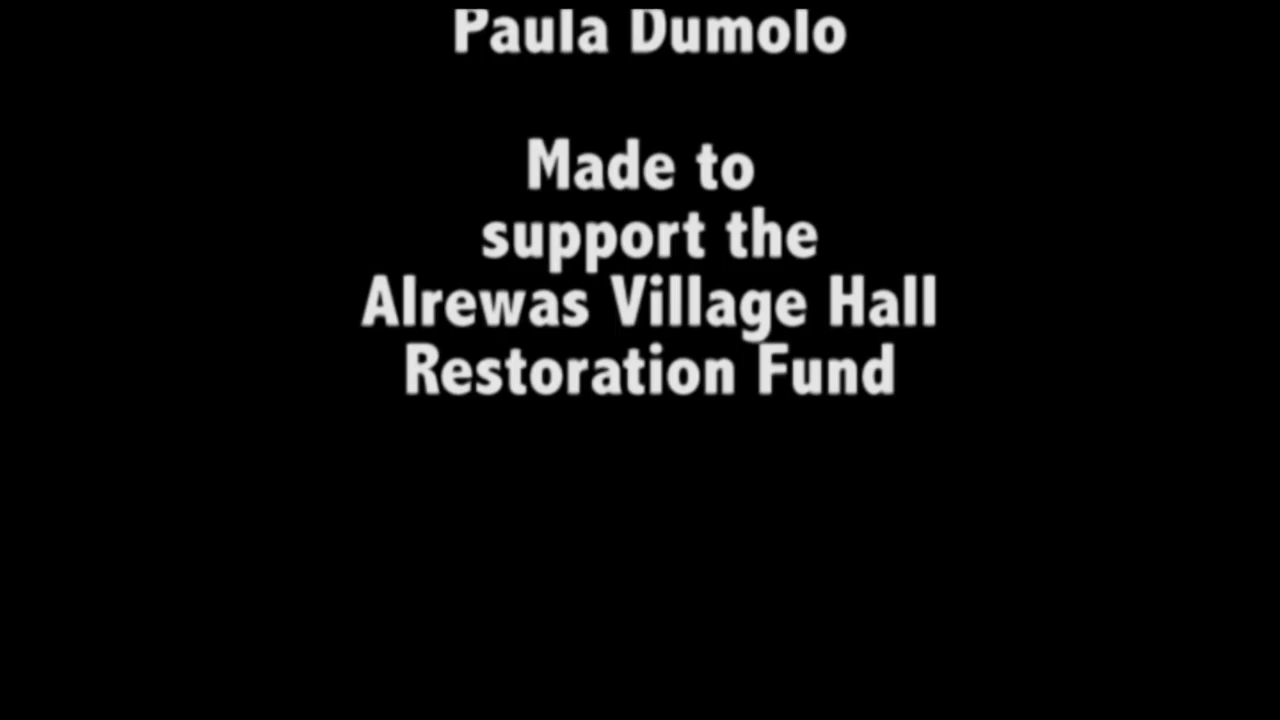 Paula Dumolo
Made to
support the
Alrewas Village Hall
Restoration Fund